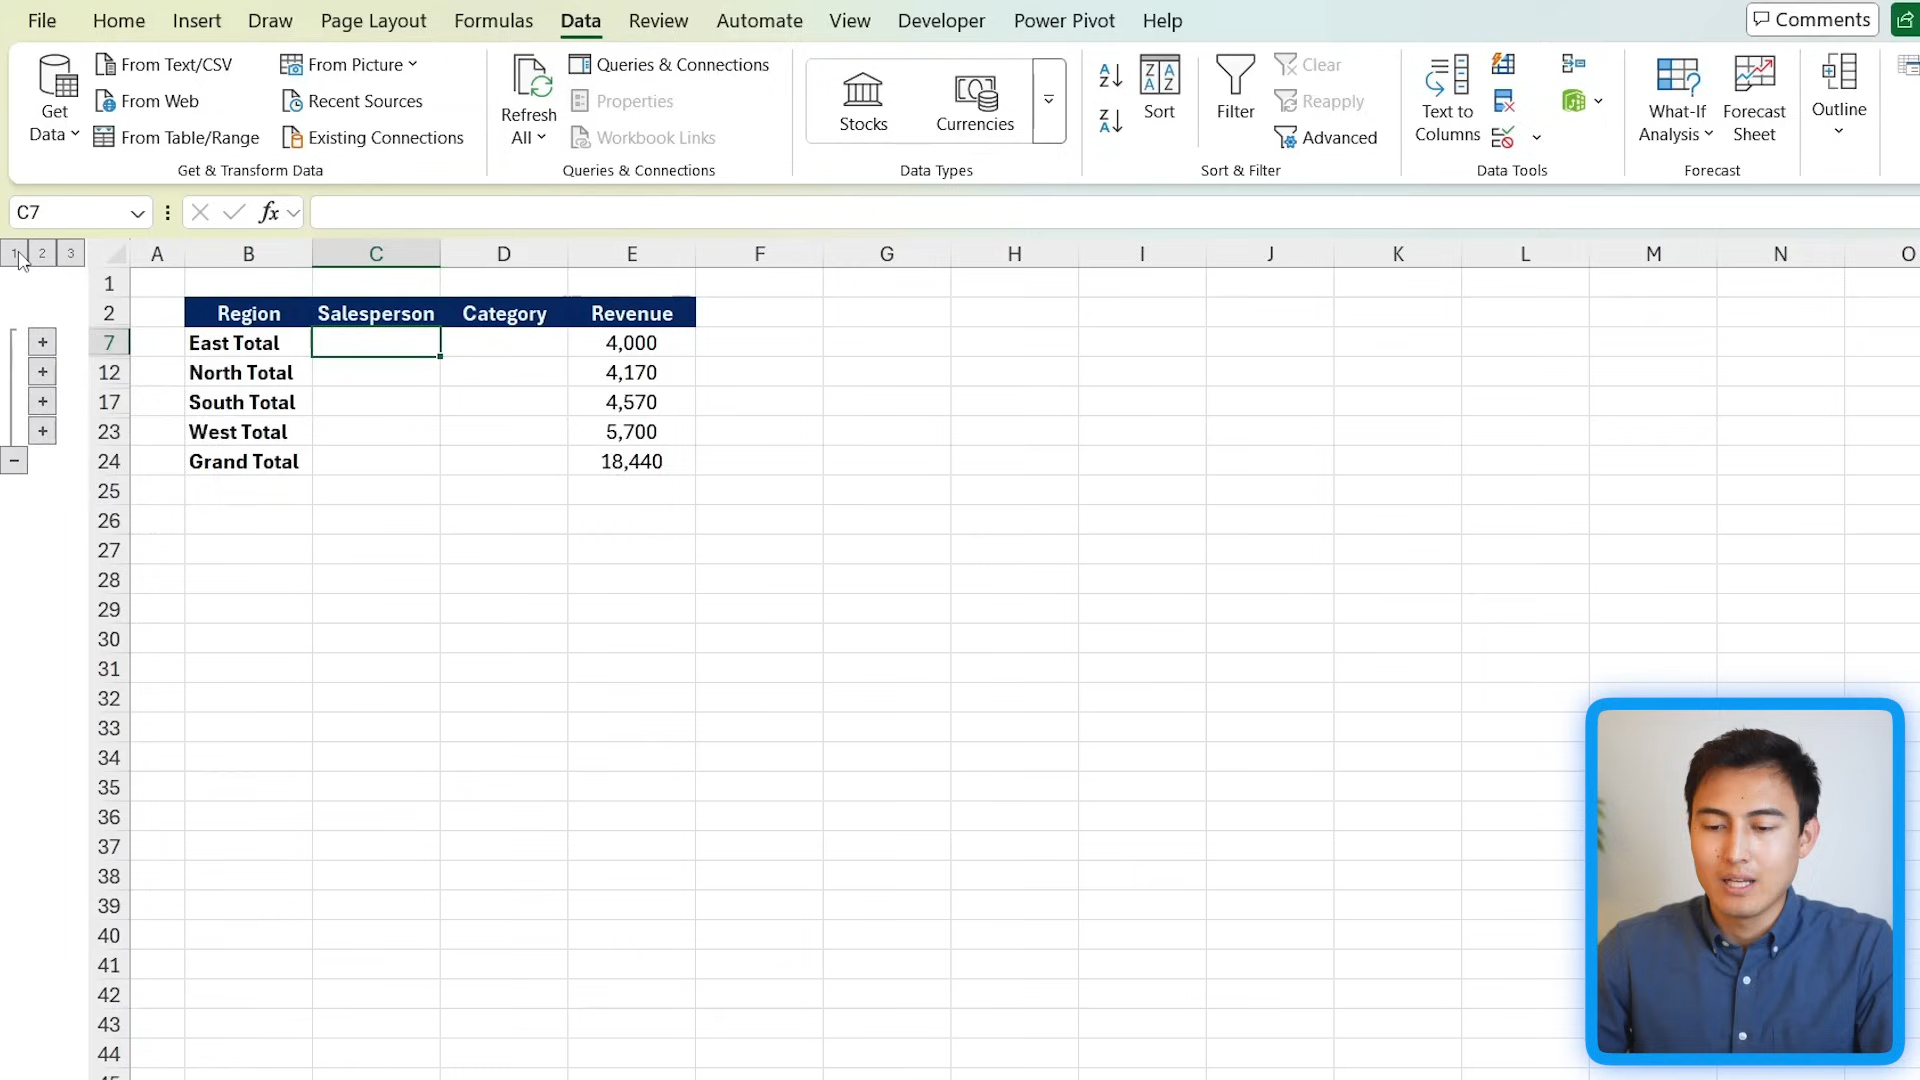 File Home Insert Draw Page Layout Formulas Data Review Automate View Developer Power Pivot Help Comments
Get Data
From Text/CSV
From Web
From Table/Range
From Picture
Recent Sources
Existing Connections
Get & Transform Data
Refresh All
Queries & Connections
Properties
Workbook Links
Queries & Connections
Stocks
Currencies
Data Types
Sort
Filter
Clear
Reapply
Advanced
Sort & Filter
Text to Columns
Data Tools
What-If Analysis
Forecast Sheet
Forecast
Outline
C7 fx
1 2 3 A B C D E F G H I J K L M N O
1
2 Region Salesperson Category Revenue
7 East Total 4,000
12 North Total 4,170
17 South Total 4,570
23 West Total 5,700
24 Grand Total 18,440
25
26
27
28
29
30
31
32
33
34
35
36
37
38
39
40
41
42
43
44